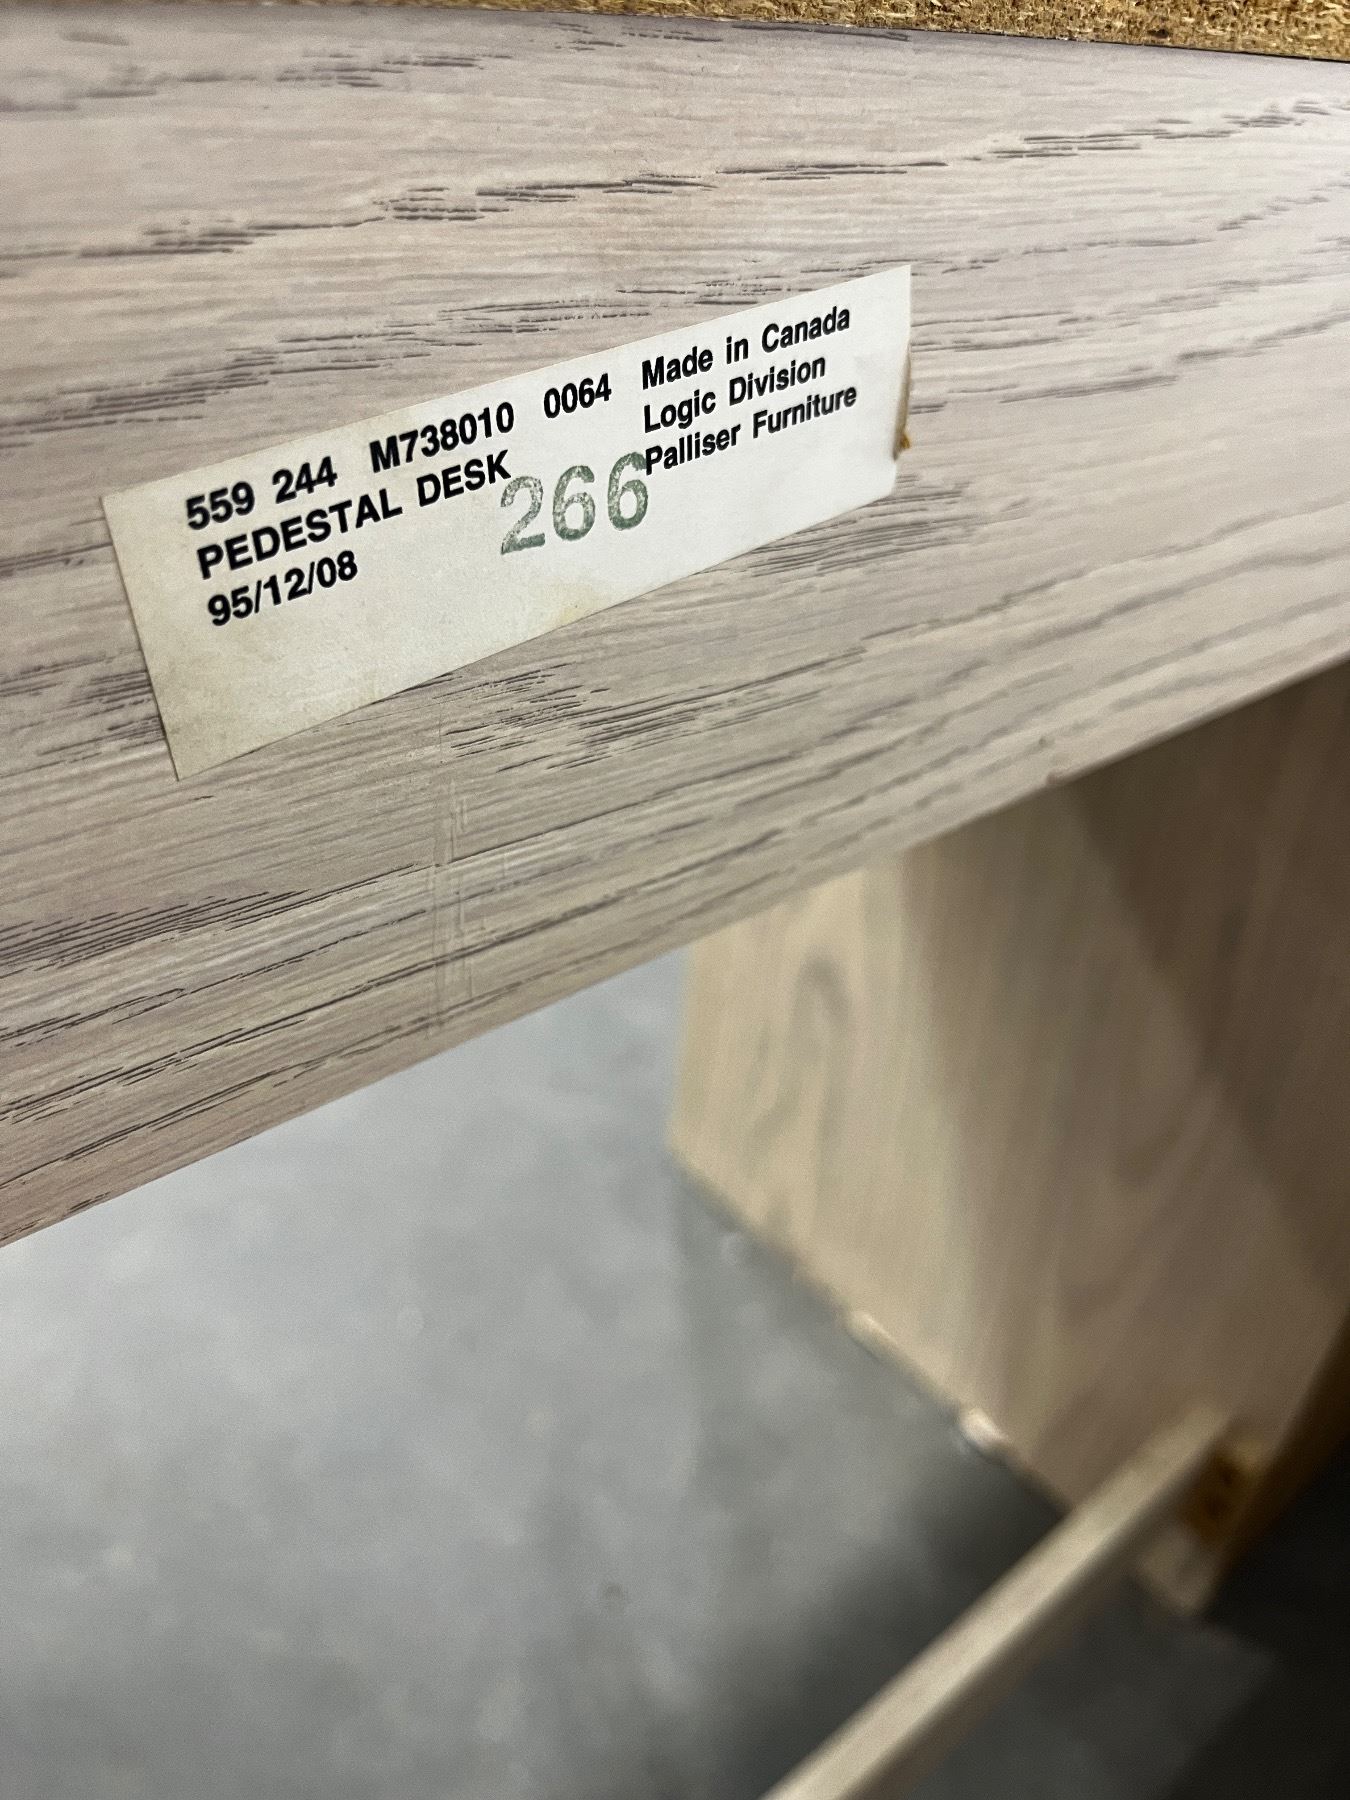 559 244 M738010 0064
PEDESTAL DESK
95/12/08
266
Made in Canada
Logic Division
Palliser Furniture